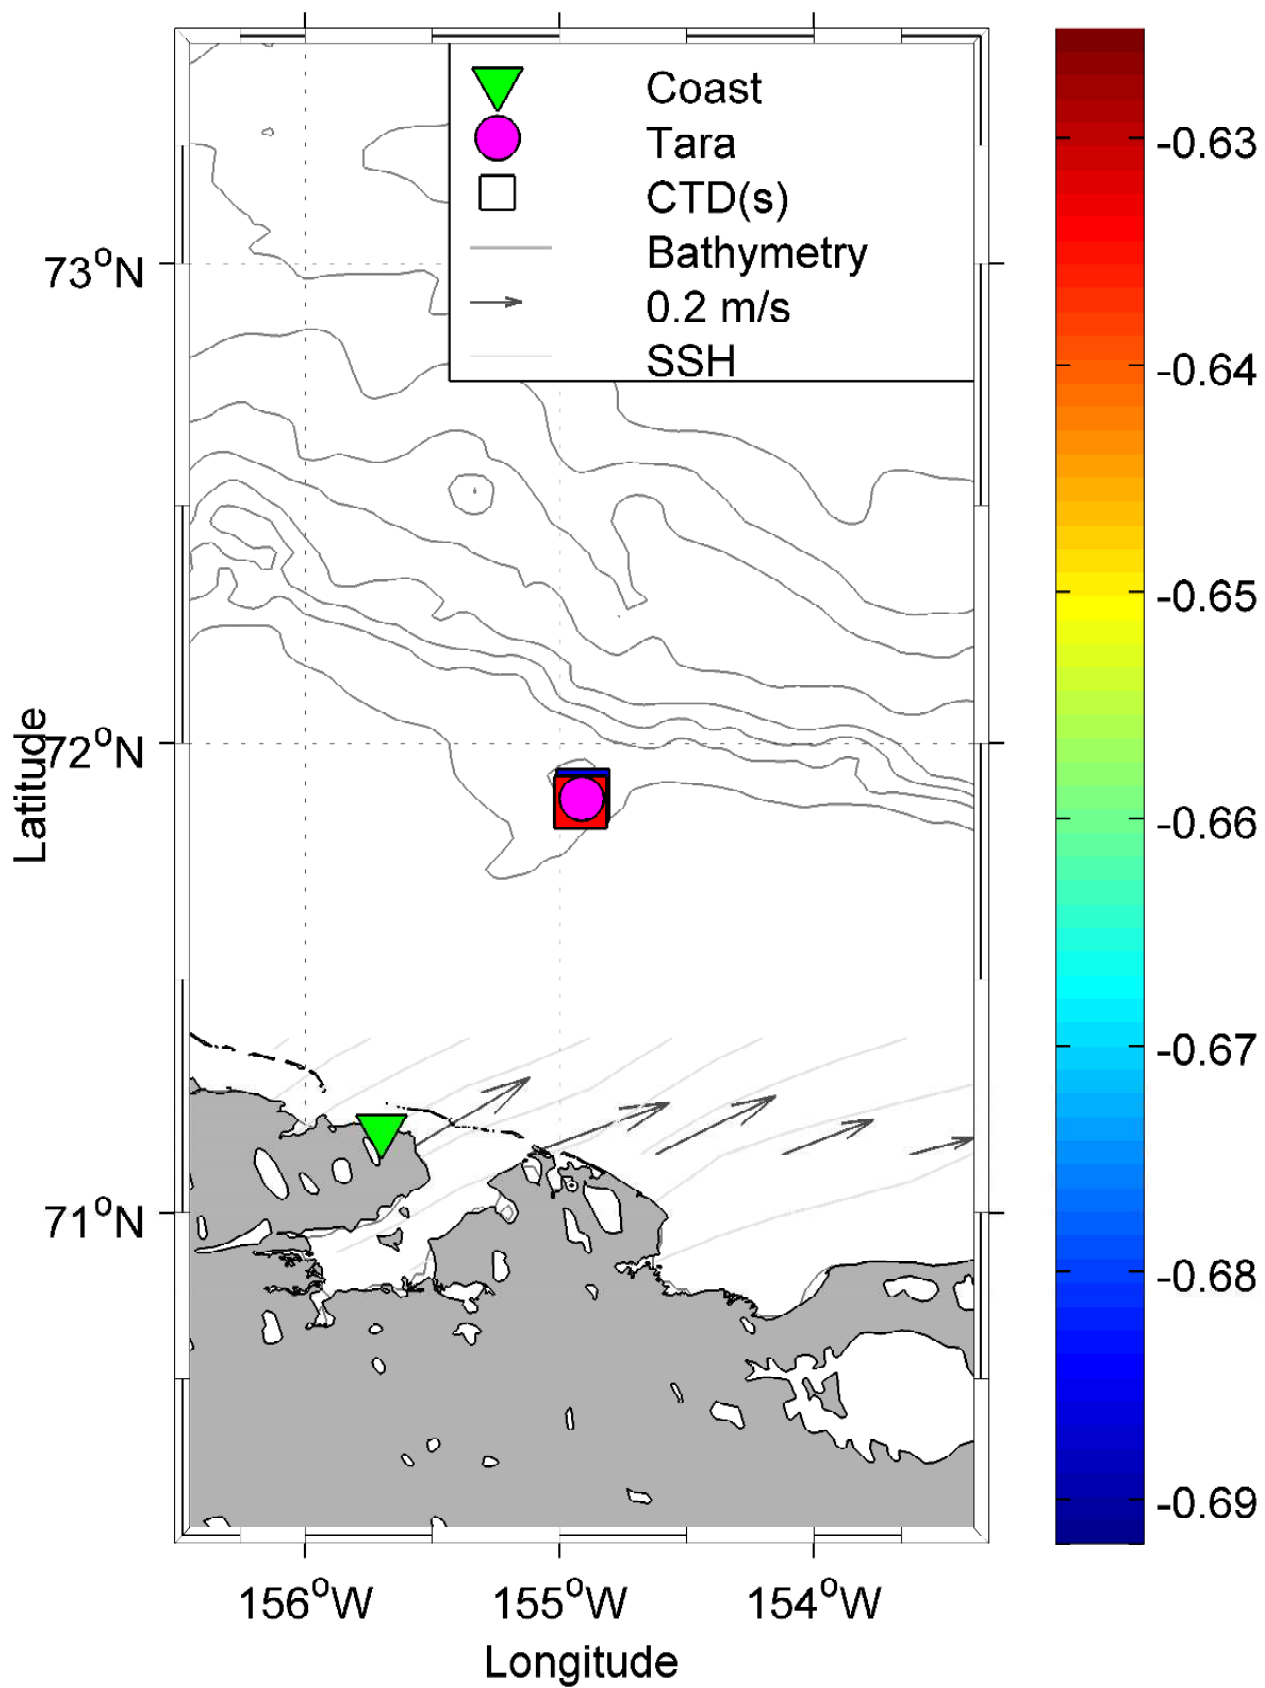 Coast
Tara
CTD(s)
Bathymetry
0.2 m/s
SSH
73°N
72°N
71°N
Latitude
156°W
155°W
154°W
Longitude
-0.63
-0.64
-0.65
-0.66
-0.67
-0.68
-0.69